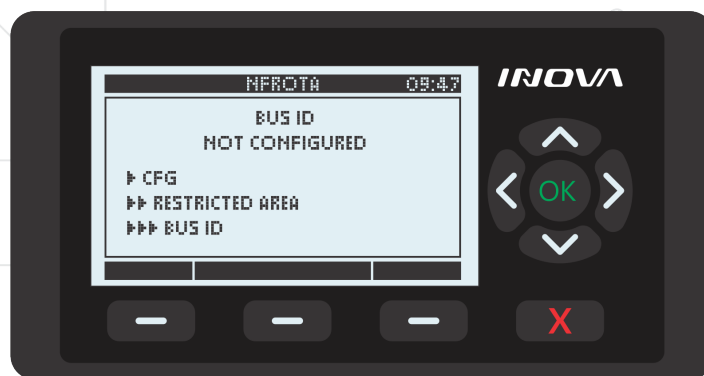 NFROTA 09:47
INOVA
BUS ID
NOT CONFIGURED
CFG
RESTRICTED AREA
BUS ID
OK
X